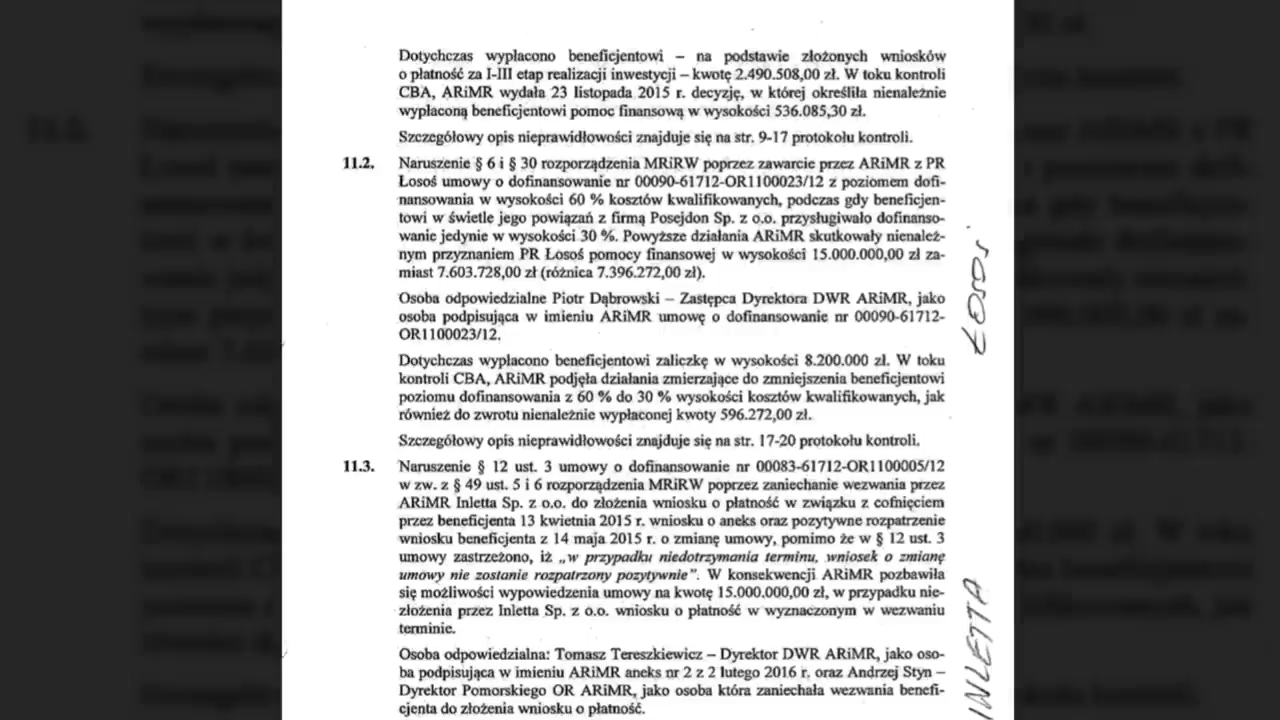 Dotychczas wypłacono beneficjentowi – na podstawie złożonych wniosków
o płatność za I-III etap realizacji inwestycji – kwotę 2.490.508,00 zł. W toku kontroli
CBA, ARiMR wydała 23 listopada 2015 r. decyzję, w której określiła nienależnie
wypłaconą beneficjentowi pomoc finansową w wysokości 536.085,30 zł.
Szczegółowy opis nieprawidłowości znajduje się na str. 9-17 protokołu kontroli.
11.2. Naruszenie § 6 i § 30 rozporządzenia MRiRW poprzez zawarcie przez ARiMR z PR
Łosoś umowy o dofinansowanie nr 00090-61712-OR1100023/12 z poziomem dofi-
nansowania w wysokości 60 % kosztów kwalifikowanych, podczas gdy beneficjen-
towi w świetle jego powiązań z firmą Posejdon Sp. z o.o. przysługiwało dofinanso-
wanie jedynie w wysokości 30 %. Powyższe działania ARiMR skutkowały nienależ-
nym przyznaniem PR Łosoś pomocy finansowej w wysokości 15.000.000,00 zł za-
miast 7.603.728,00 zł (różnica 7.396.272,00 zł).
Osoba odpowiedzialne Piotr Dąbrowski – Zastępca Dyrektora DWR ARiMR, jako
osoba podpisująca w imieniu ARiMR umowę o dofinansowanie nr 00090-61712-
OR1100023/12.
Dotychczas wypłacono beneficjentowi zaliczkę w wysokości 8.200.000 zł. W toku
kontroli CBA, ARiMR podjęła działania zmierzające do zmniejszenia beneficjentowi
poziomu dofinansowania z 60 % do 30 % wysokości kosztów kwalifikowanych, jak
również do zwrotu nienależnie wypłaconej kwoty 596.272,00 zł.
Szczegółowy opis nieprawidłowości znajduje się na str. 17-20 protokołu kontroli.
ŁOSOŚ
11.3. Naruszenie § 12 ust. 3 umowy o dofinansowanie nr 00083-61712-OR1100005/12
w zw. z § 49 ust. 5 i 6 rozporządzenia MRiRW poprzez zaniechanie wezwania przez
ARiMR Inletta Sp. z o.o. do złożenia wniosku o płatność w związku z cofnięciem
przez beneficjenta 13 kwietnia 2015 r. wniosku o aneks oraz pozytywne rozpatrzenie
wniosku beneficjenta z 14 maja 2015 r. o zmianę umowy, pomimo że w § 12 ust. 3
umowy zastrzeżono, iż „w przypadku niedotrzymania terminu, wniosek o zmianę
umowy nie zostanie rozpatrzony pozytywnie”. W konsekwencji ARiMR pozbawiła
się możliwości wypowiedzenia umowy na kwotę 15.000.000,00 zł, w przypadku nie-
złożenia przez Inletta Sp. z o.o. wniosku o płatność w wyznaczonym w wezwaniu
terminie.
Osoba odpowiedzialna: Tomasz Tereszkiewicz – Dyrektor DWR ARiMR, jako oso-
ba podpisująca w imieniu ARiMR aneks nr 2 z 2 lutego 2016 r. oraz Andrzej Styn –
Dyrektor Pomorskiego OR ARiMR, jako osoba która zaniechała wezwania benefi-
cjenta do złożenia wniosku o płatność.
INLETTA